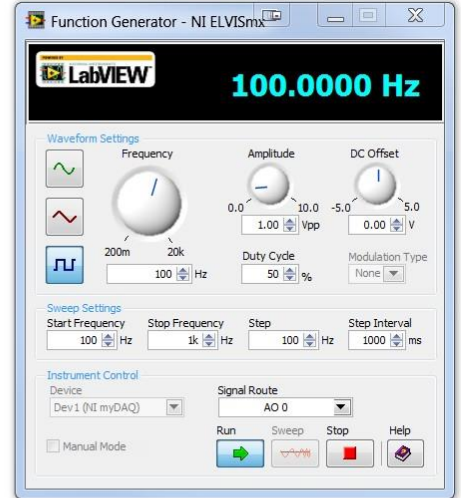 Function Generator - NI ELVISmx
LabVIEW
100.0000 Hz
Waveform Settings
Frequency
Amplitude
DC Offset
0.0 10.0
-5.0 5.0
1.00 Vpp
0.00 V
200m 20k
100 Hz
Duty Cycle
50 %
Modulation Type
None
Sweep Settings
Start Frequency Stop Frequency Step Step Interval
100 Hz 1k Hz 100 Hz 1000 ms
Instrument Control
Device
Signal Route
Dev1 (NI myDAQ)
AO 0
Manual Mode
Run Sweep Stop Help